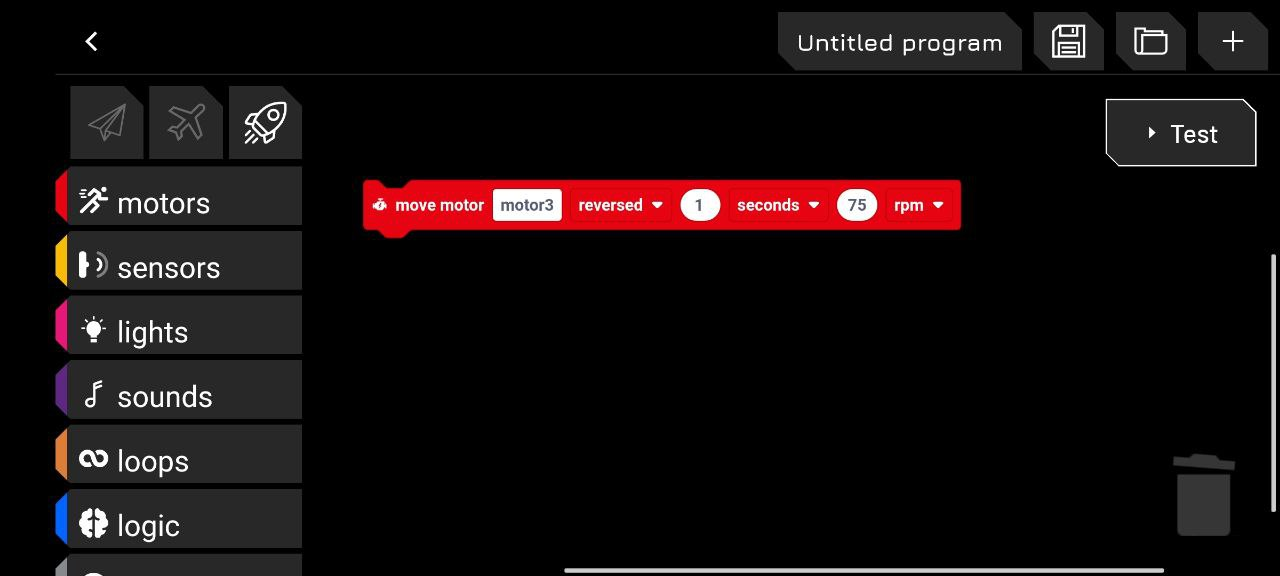 Untitled program
Test
motors
move motor motor3 reversed 1 seconds 75 rpm
sensors
lights
sounds
loops
logic